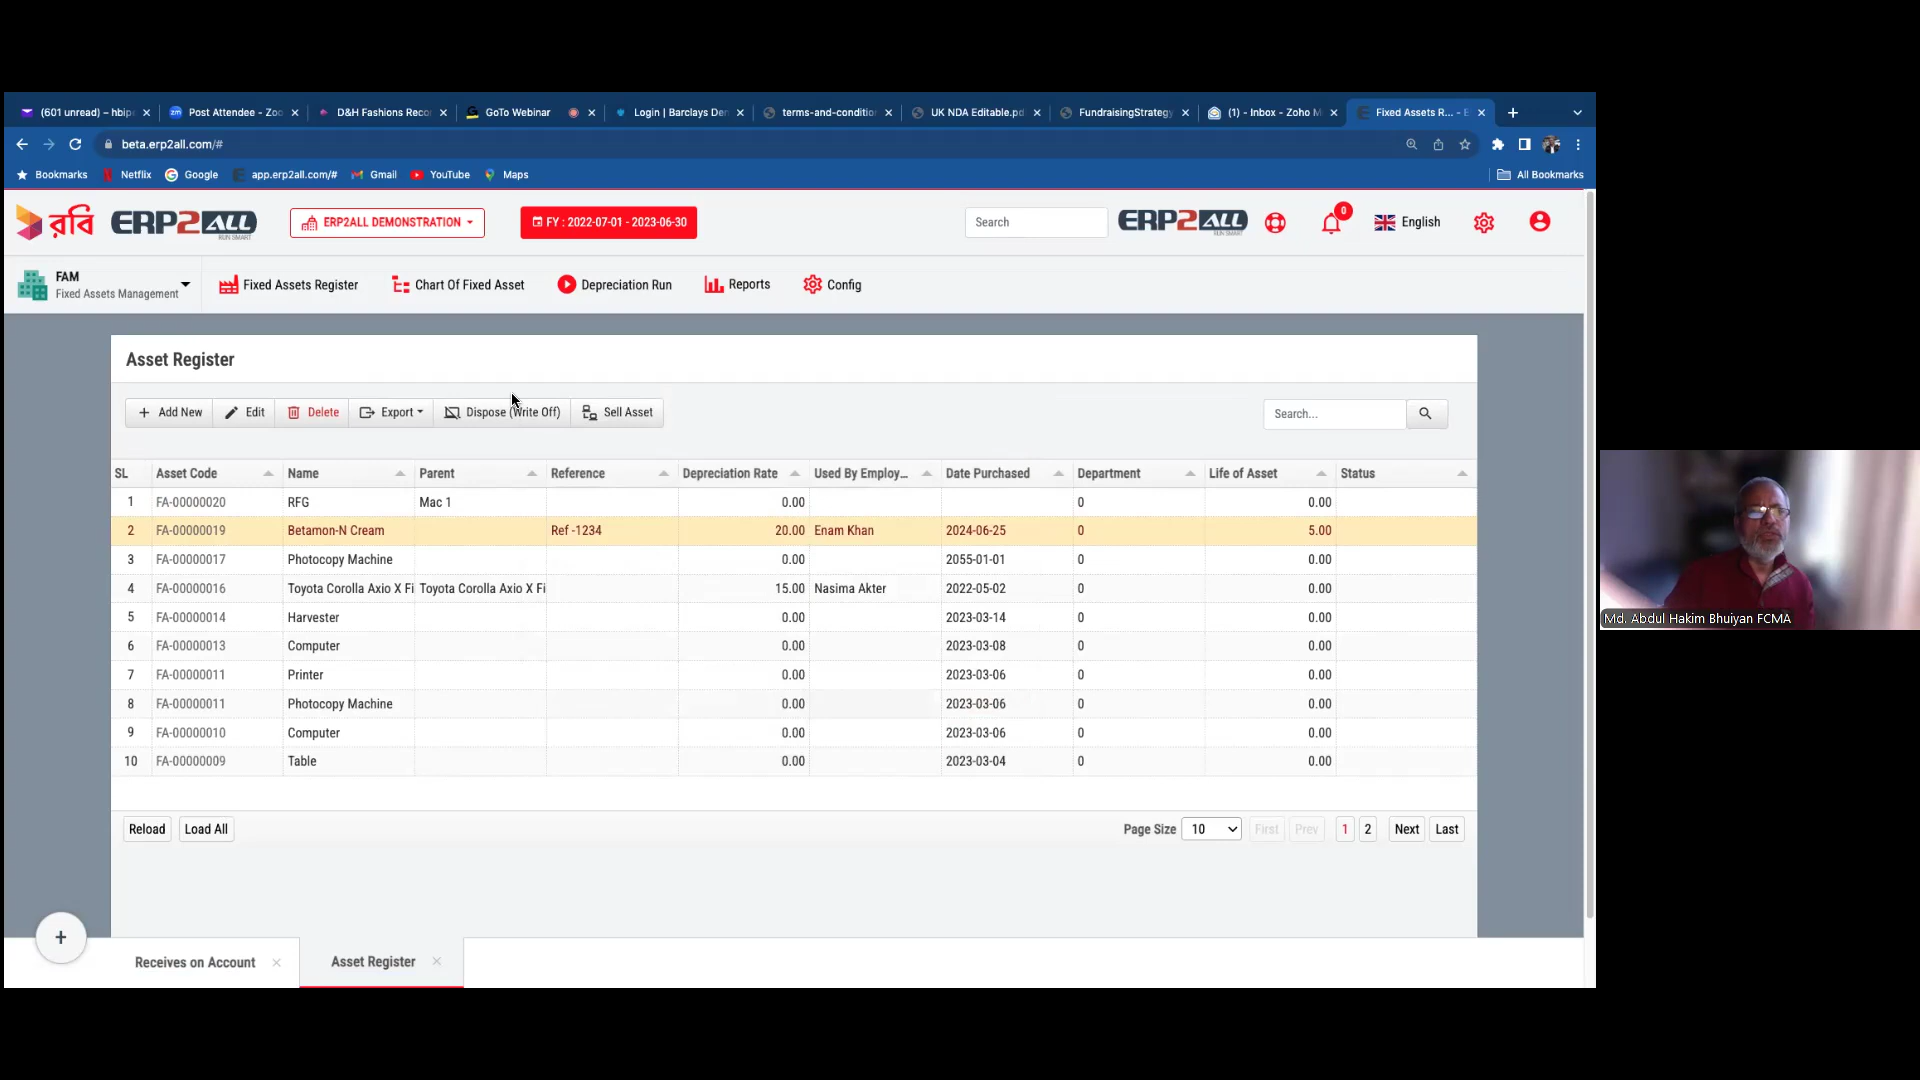 (601 unread) – hbipe
Post Attendee - Zoo
D&H Fashions Recor
GoTo Webinar
Login | Barclays Den
terms-and-conditio
UK NDA Editable.pd
FundraisingStrategy
(1) - Inbox - Zoho M
Fixed Assets R... - E
beta.erp2all.com/#
Bookmarks
Netflix
Google
app.erp2all.com/#
Gmail
YouTube
Maps
All Bookmarks
রবি
ERP2ALL
RUN SMART
ERP2ALL DEMONSTRATION
FY : 2022-07-01 - 2023-06-30
Search
ERP2ALL
RUN SMART
0
English
FAM
Fixed Assets Management
Fixed Assets Register
Chart Of Fixed Asset
Depreciation Run
Reports
Config
Asset Register
Add New
Edit
Delete
Export
Dispose (Write Off)
Sell Asset
Search...
SL Asset Code Name Parent Reference Depreciation Rate Used By Employ... Date Purchased Department Life of Asset Status
1 FA-00000020 RFG Mac 1 0.00 0 0.00
2 FA-00000019 Betamon-N Cream Ref -1234 20.00 Enam Khan 2024-06-25 0 5.00
3 FA-00000017 Photocopy Machine 0.00 2055-01-01 0 0.00
4 FA-00000016 Toyota Corolla Axio X Fi Toyota Corolla Axio X Fi 15.00 Nasima Akter 2022-05-02 0 0.00
5 FA-00000014 Harvester 0.00 2023-03-14 0 0.00
6 FA-00000013 Computer 0.00 2023-03-08 0 0.00
7 FA-00000011 Printer 0.00 2023-03-06 0 0.00
8 FA-00000011 Photocopy Machine 0.00 2023-03-06 0 0.00
9 FA-00000010 Computer 0.00 2023-03-06 0 0.00
10 FA-00000009 Table 0.00 2023-03-04 0 0.00
Reload
Load All
Page Size 10 First Prev 1 2 Next Last
Receives on Account
Asset Register
Md. Abdul Hakim Bhuiyan FCMA